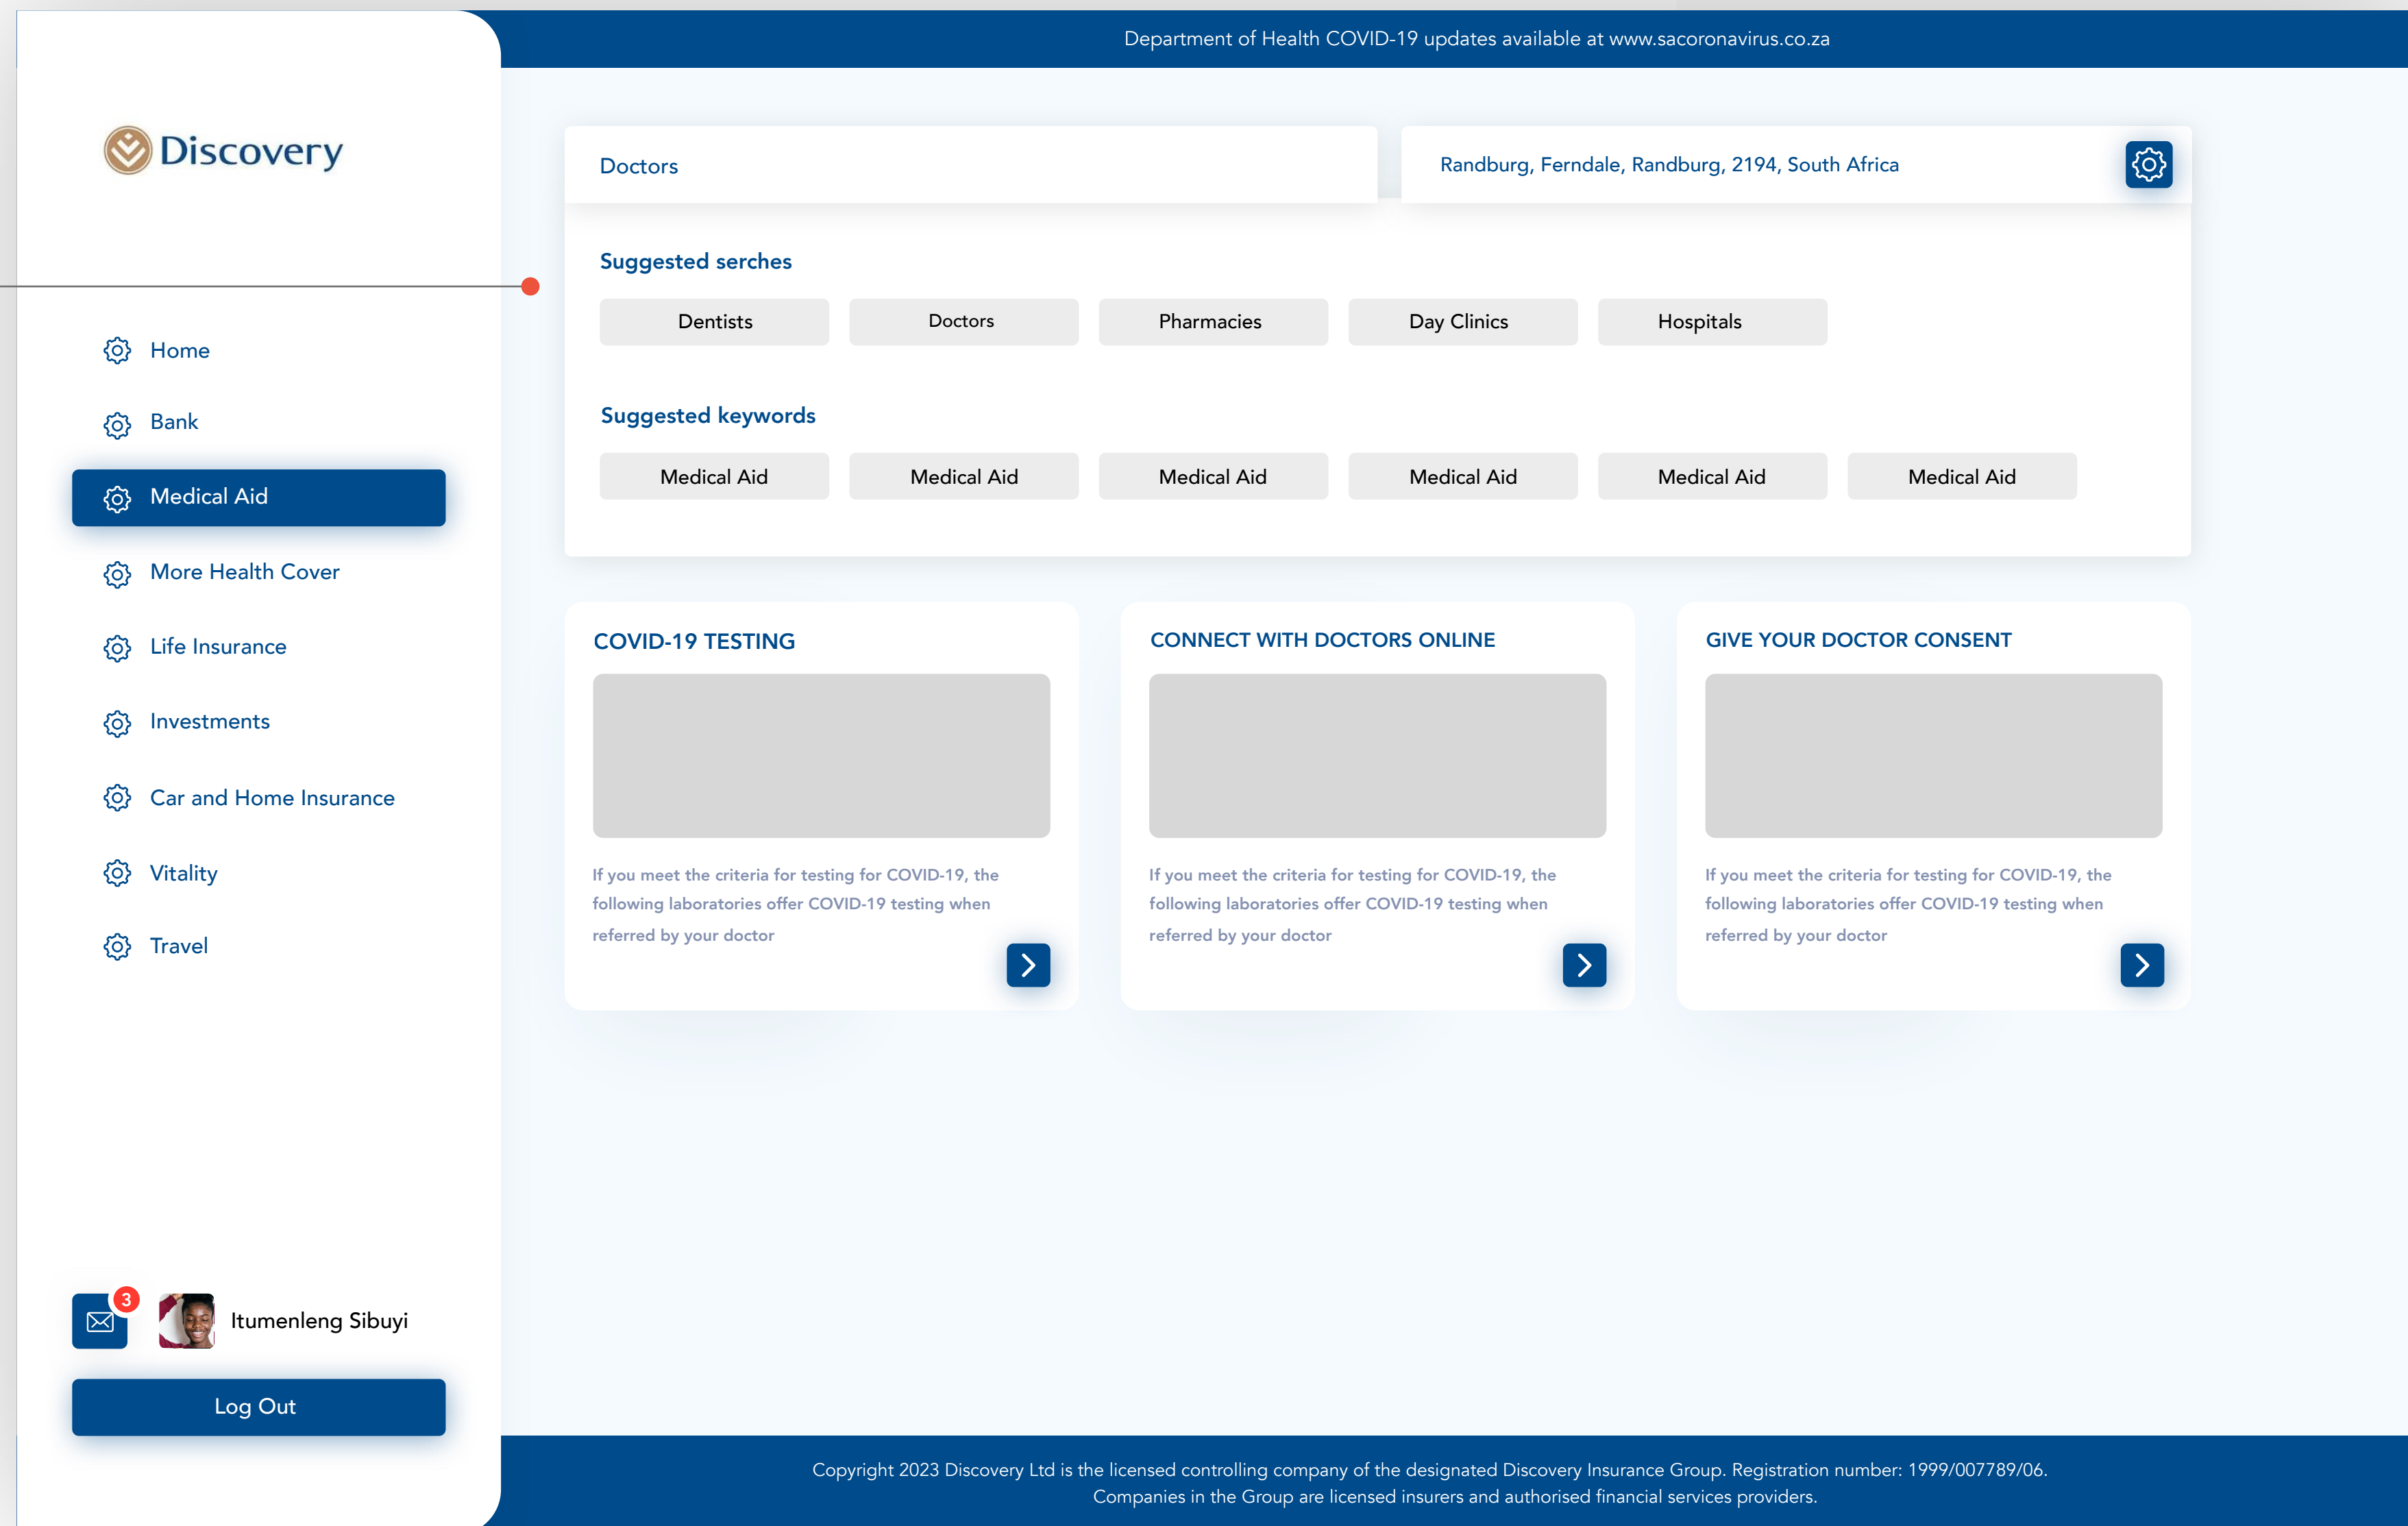 Department of Health COVID-19 updates available at www.sacoronavirus.co.za
Discovery
Home
Bank
Medical Aid
More Health Cover
Life Insurance
Investments
Car and Home Insurance
Vitality
Travel
3
Itumenleng Sibuyi
Log Out
Doctors
Randburg, Ferndale, Randburg, 2194, South Africa
Suggested serches
Dentists Doctors Pharmacies Day Clinics Hospitals
Suggested keywords
Medical Aid Medical Aid Medical Aid Medical Aid Medical Aid Medical Aid
COVID-19 TESTING
If you meet the criteria for testing for COVID-19, the
following laboratories offer COVID-19 testing when
referred by your doctor
CONNECT WITH DOCTORS ONLINE
If you meet the criteria for testing for COVID-19, the
following laboratories offer COVID-19 testing when
referred by your doctor
GIVE YOUR DOCTOR CONSENT
If you meet the criteria for testing for COVID-19, the
following laboratories offer COVID-19 testing when
referred by your doctor
Copyright 2023 Discovery Ltd is the licensed controlling company of the designated Discovery Insurance Group. Registration number: 1999/007789/06.
Companies in the Group are licensed insurers and authorised financial services providers.